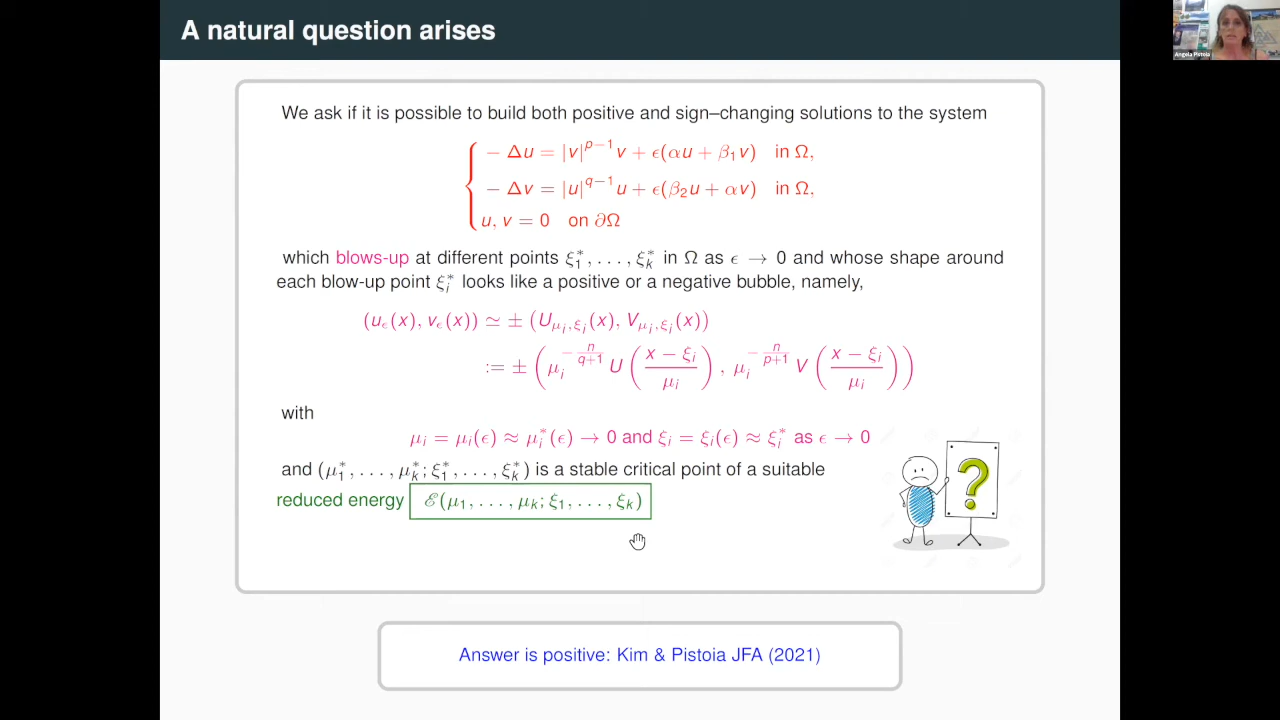 A natural question arises
Angela Pistoia
We ask if it is possible to build both positive and sign–changing solutions to the system
− Δu = |v|^{p−1} v + ϵ(αu + β₁v) in Ω,
− Δv = |u|^{q−1} u + ϵ(β₂u + αv) in Ω,
u, v = 0 on ∂Ω
which blows-up at different points ξ₁*, . . . , ξₖ* in Ω as ϵ → 0 and whose shape around
each blow-up point ξᵢ* looks like a positive or a negative bubble, namely,
(u_ϵ(x), v_ϵ(x)) ≃ ± (U_{μᵢ,ξᵢ}(x), V_{μᵢ,ξᵢ}(x))
:= ± (μᵢ^{−n/(q+1)} U((x − ξᵢ)/μᵢ), μᵢ^{−n/(p+1)} V((x − ξᵢ)/μᵢ))
with
μᵢ = μᵢ(ϵ) ≈ μᵢ*(ϵ) → 0 and ξᵢ = ξᵢ(ϵ) ≈ ξᵢ* as ϵ → 0
and (μ₁*, . . . , μₖ*; ξ₁*, . . . , ξₖ*) is a stable critical point of a suitable
reduced energy ℰ(μ₁, . . . , μₖ; ξ₁, . . . , ξₖ)
?
Answer is positive: Kim & Pistoia JFA (2021)